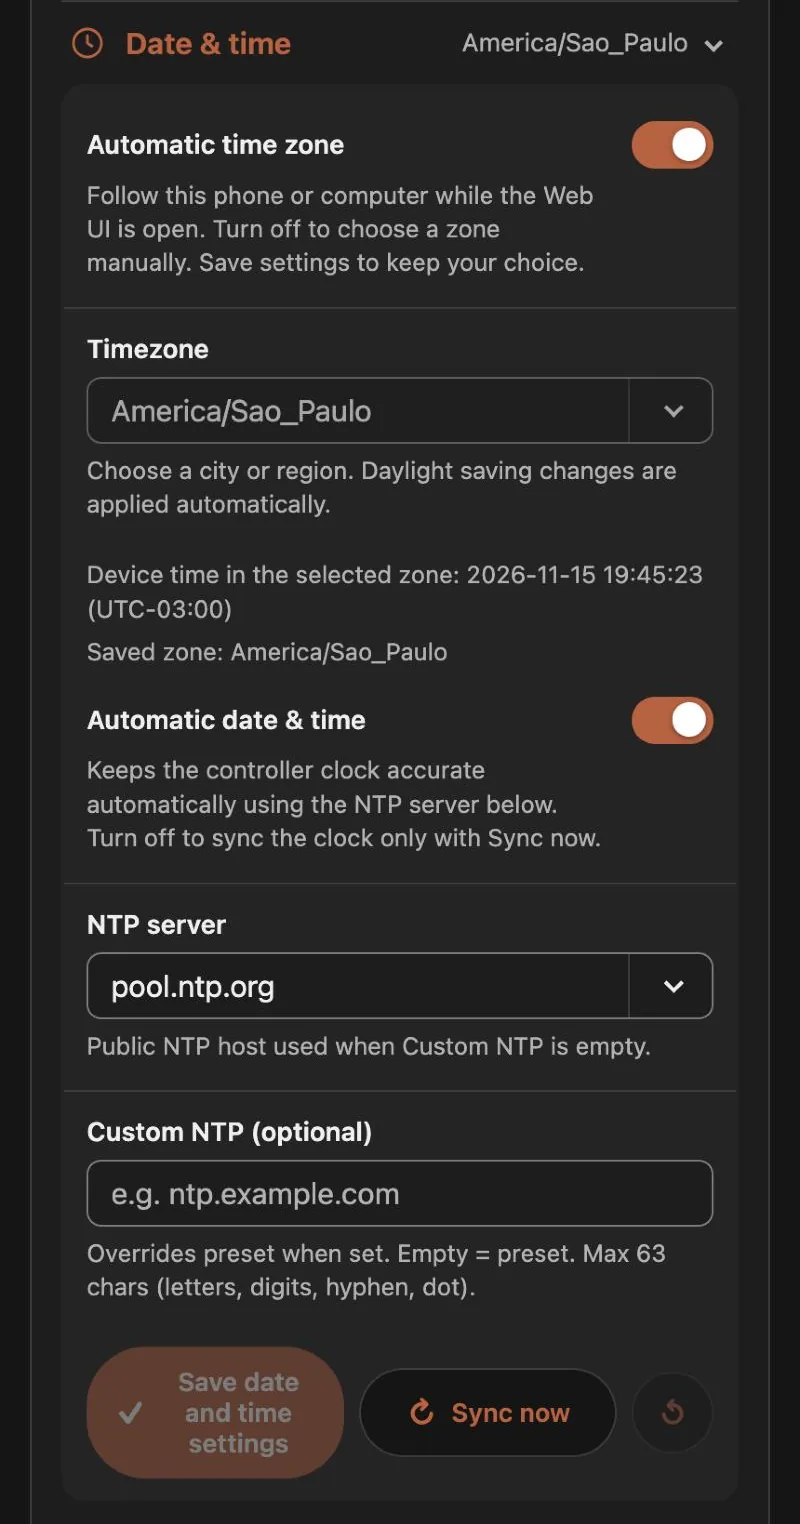 Date & time
America/Sao_Paulo
Automatic time zone
Follow this phone or computer while the Web
UI is open. Turn off to choose a zone
manually. Save settings to keep your choice.
Timezone
America/Sao_Paulo
Choose a city or region. Daylight saving changes are
applied automatically.
Device time in the selected zone: 2026-11-15 19:45:23
(UTC-03:00)
Saved zone: America/Sao_Paulo
Automatic date & time
Keeps the controller clock accurate
automatically using the NTP server below.
Turn off to sync the clock only with Sync now.
NTP server
pool.ntp.org
Public NTP host used when Custom NTP is empty.
Custom NTP (optional)
e.g. ntp.example.com
Overrides preset when set. Empty = preset. Max 63
chars (letters, digits, hyphen, dot).
Save date
and time
settings
Sync now